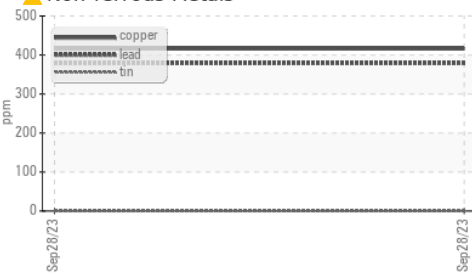 Non-ferrous Metals
500
copper
lead
tin
400
300
ppm
200
100
0
Sep28/23
Sep28/23